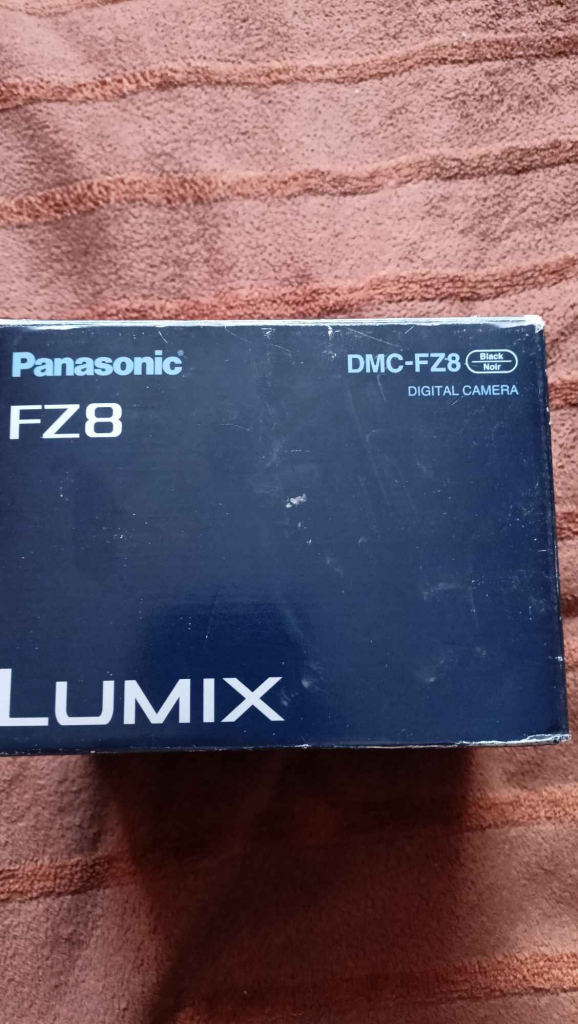 Panasonic®
DMC-FZ8 Black Noir
DIGITAL CAMERA
FZ8
LUMIX